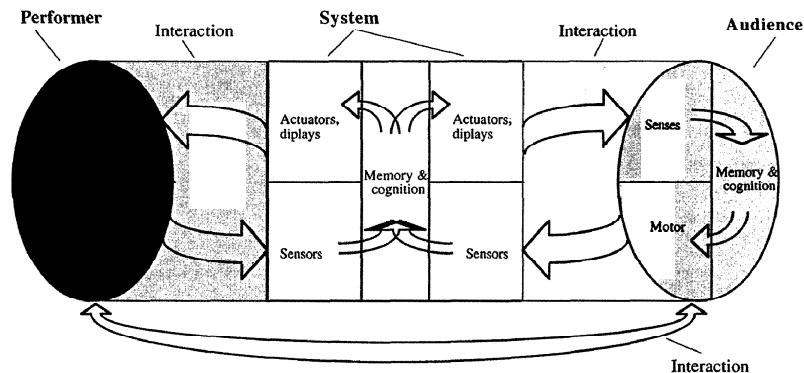 Performer
System
Audience
Interaction
Interaction
Actuators,
diplays
Actuators,
diplays
Senses
Memory &
cognition
Memory &
cognition
Motor
Sensors
Sensors
Interaction